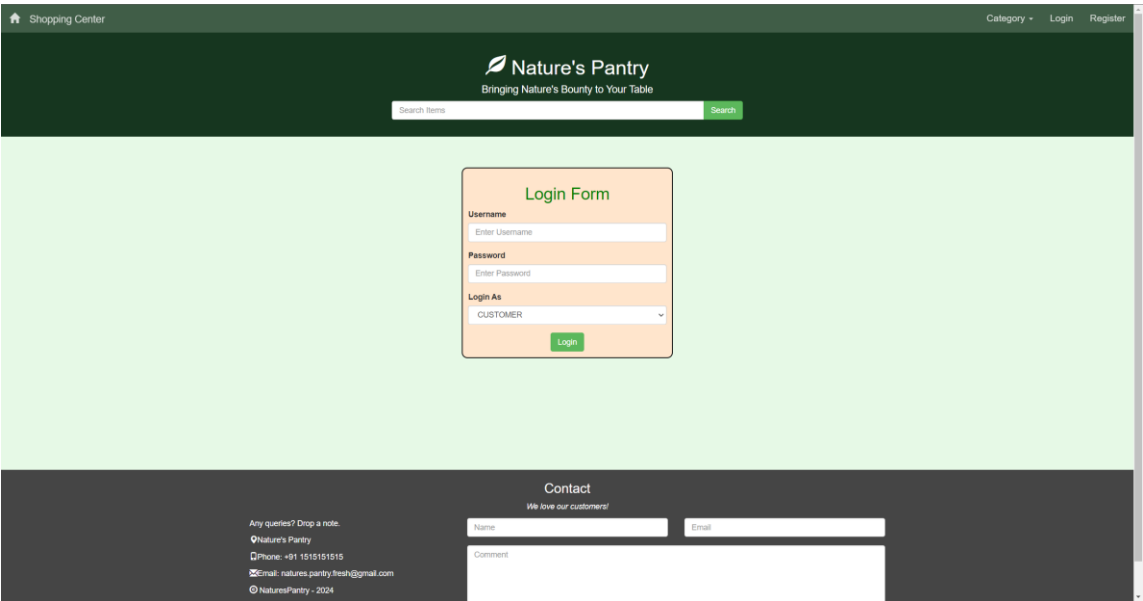 Shopping Center Category Login Register
Nature's Pantry
Bringing Nature's Bounty to Your Table
Search Items Search
Login Form
Username
Enter Username
Password
Enter Password
Login As
CUSTOMER
Login
Contact
We love our customers!
Any queries? Drop a note.
Nature's Pantry
Phone: +91 1515151515
Email: natures.pantry.fresh@gmail.com
NaturesPantry - 2024
Name Email
Comment